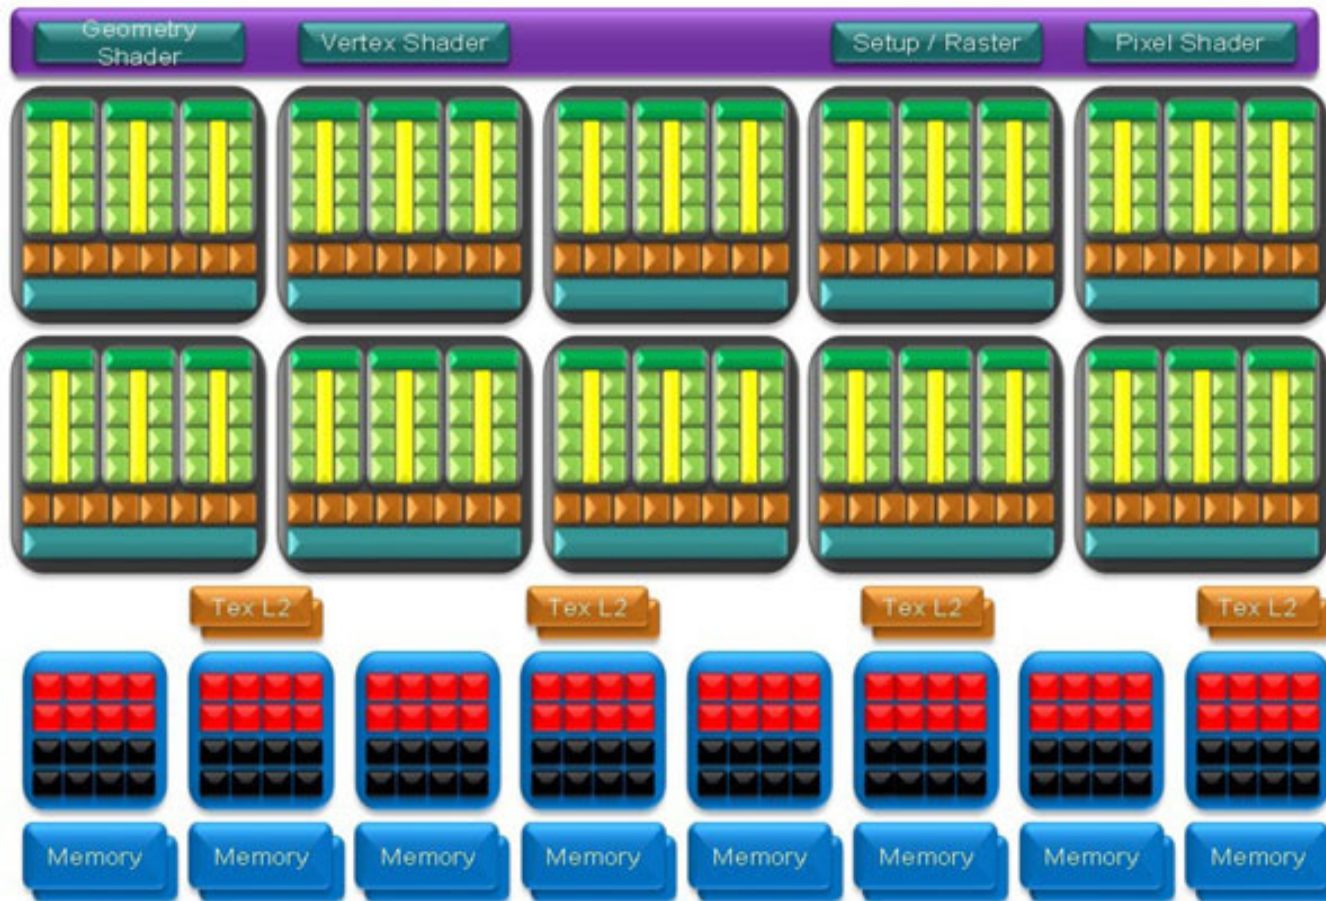 Geometry
Shader
Vertex Shader
Setup / Raster
Pixel Shader
Tex L2
Tex L2
Tex L2
Tex L2
Memory
Memory
Memory
Memory
Memory
Memory
Memory
Memory